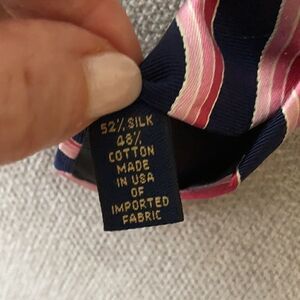 52% SILK
48%
COTTON
MADE
IN USA
OF
IMPORTED
FABRIC